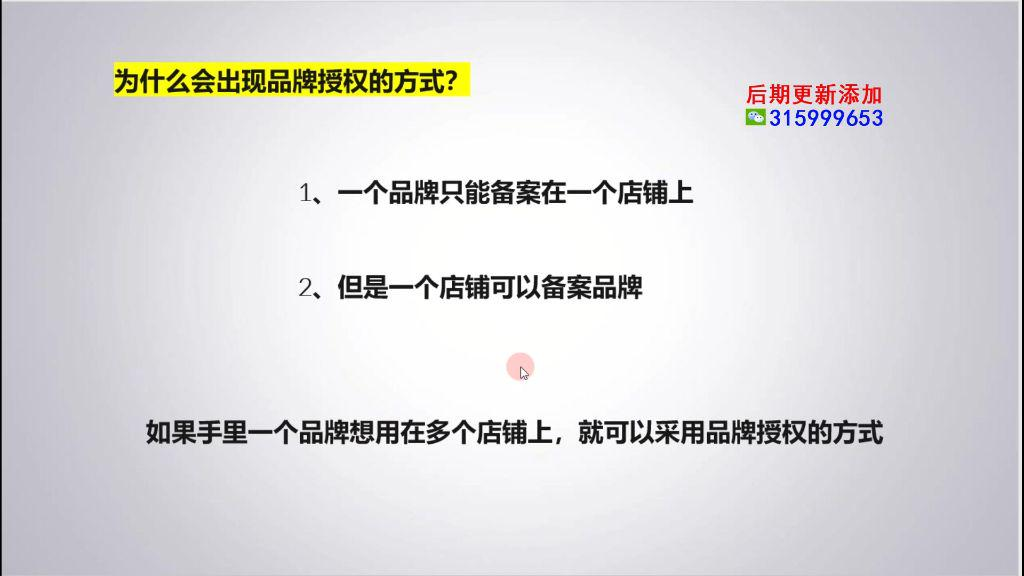 为什么会出现品牌授权的方式？
后期更新添加
315999653
1、一个品牌只能备案在一个店铺上
2、但是一个店铺可以备案品牌
如果手里一个品牌想用在多个店铺上，就可以采用品牌授权的方式